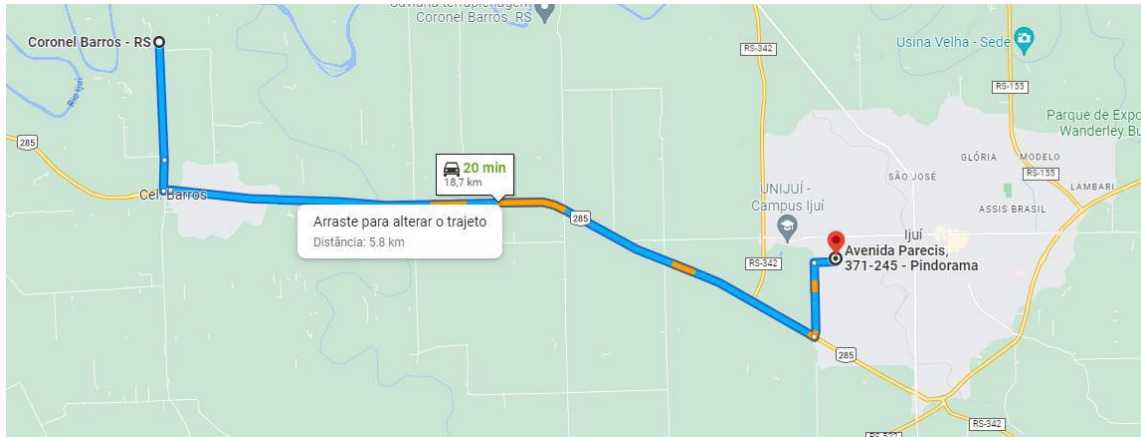 Coronel Barros, RS
Coronel Barros - RS
RS-342
Usina Velha - Sede
Rio Ijuí
RS-155
Parque de Expo
Wanderley Bu
285
GLÓRIA
MODELO
RS-155
SÃO JOSÉ
LAMBARI
20 min
18,7 km
UNIJUÍ -
Campus Ijuí
Cel. Barros
ASSIS BRASIL
Arraste para alterar o trajeto
Distância: 5.8 km
285
Ijuí
Avenida Parecis,
371-245 - Pindorama
RS-342
285
RS-342